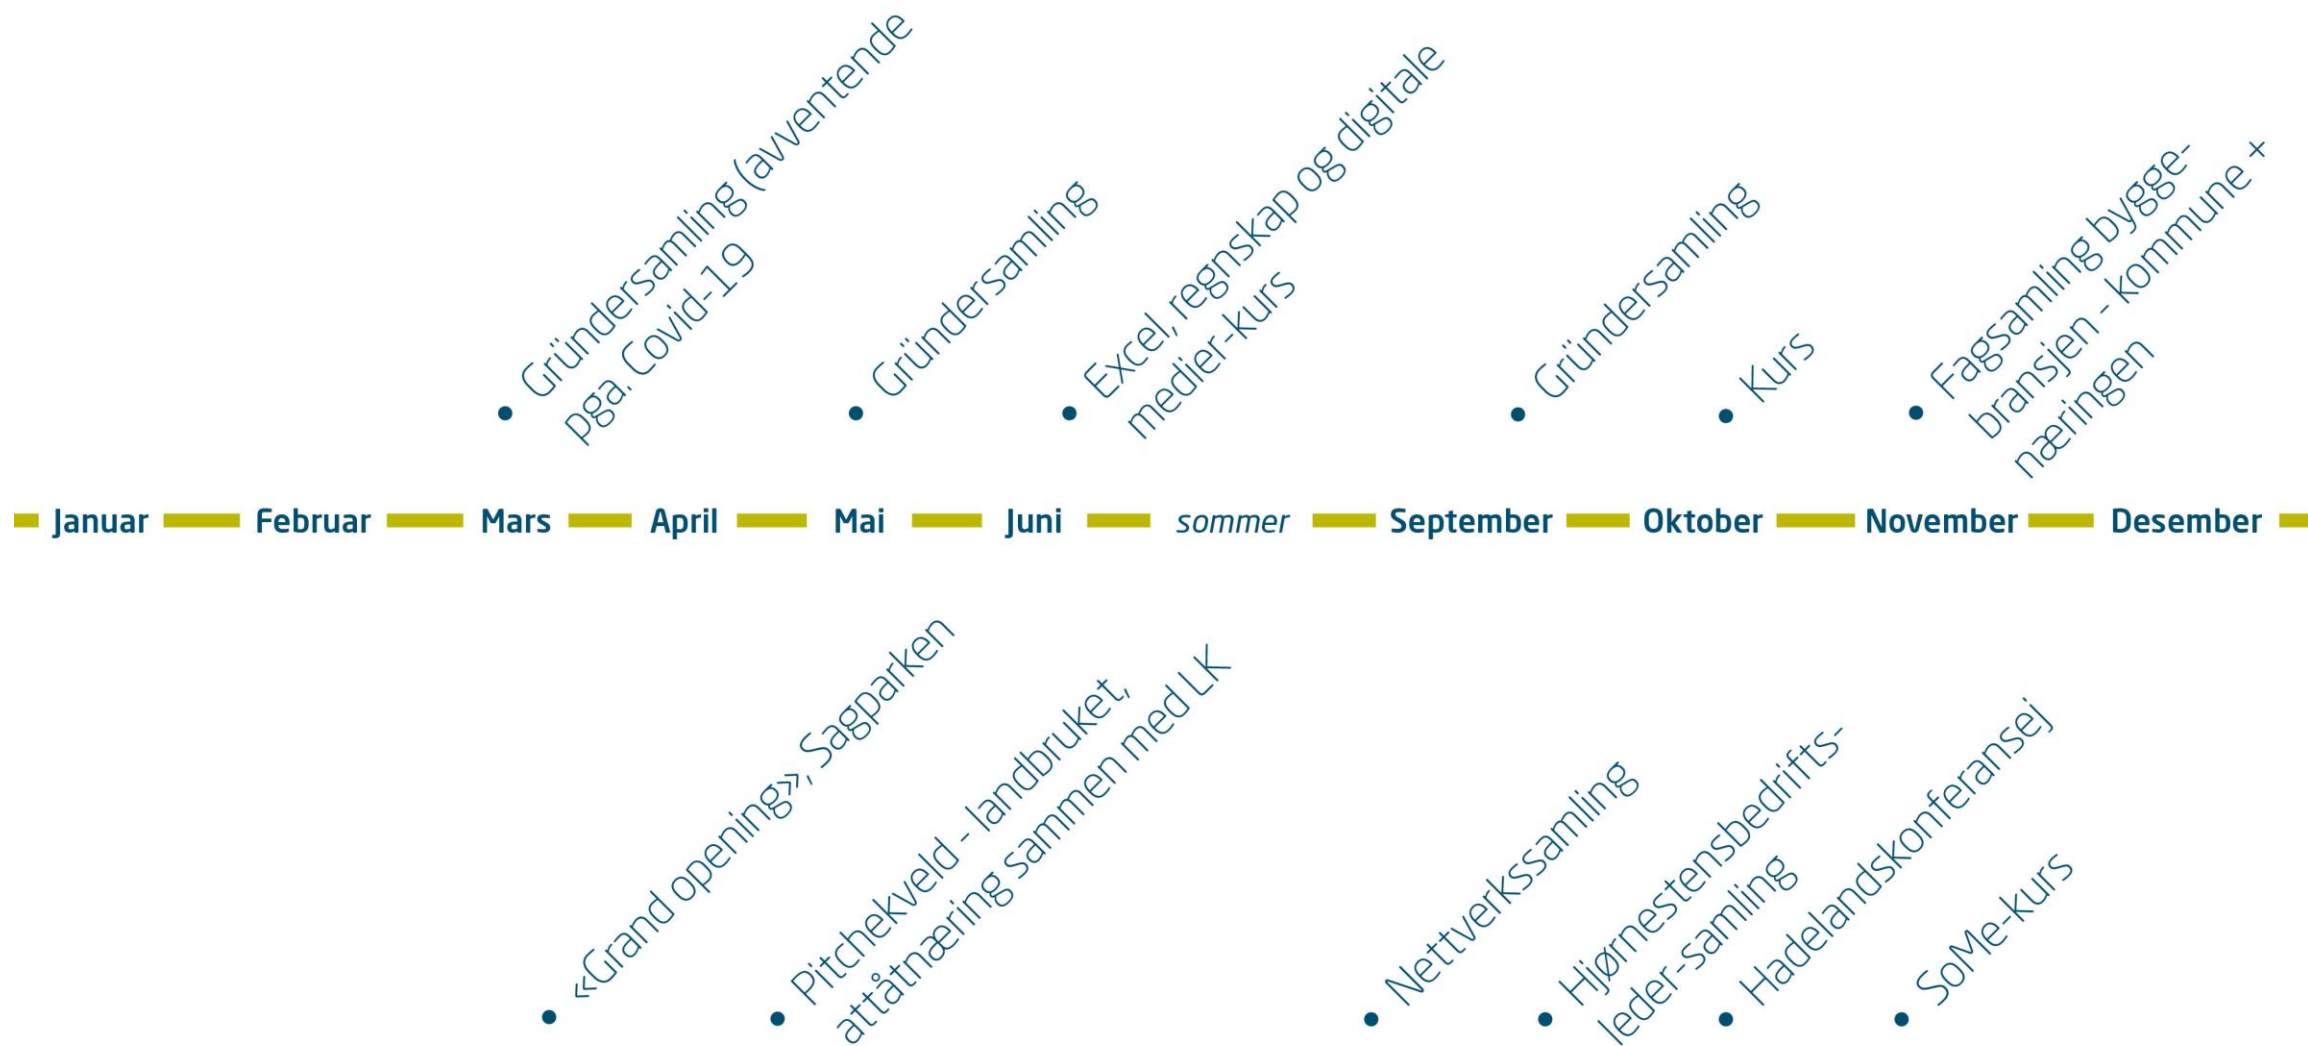 Gründersamling (avventende
pga. Covid-19
Gründersamling
Excel, regnskap og digitale
medier-kurs
Gründersamling
Kurs
Fagsamling bygge-
bransjen - kommune +
næringen
Januar Februar Mars April Mai Juni sommer September Oktober November Desember
«Grand opening», Sagparken
Pitchekveld - landbruket,
attåtnæring sammen med LK
Nettverkssamling
Hjørnestensbedrifts-
leder-samling
Hadelandskonferansej
SoMe-kurs